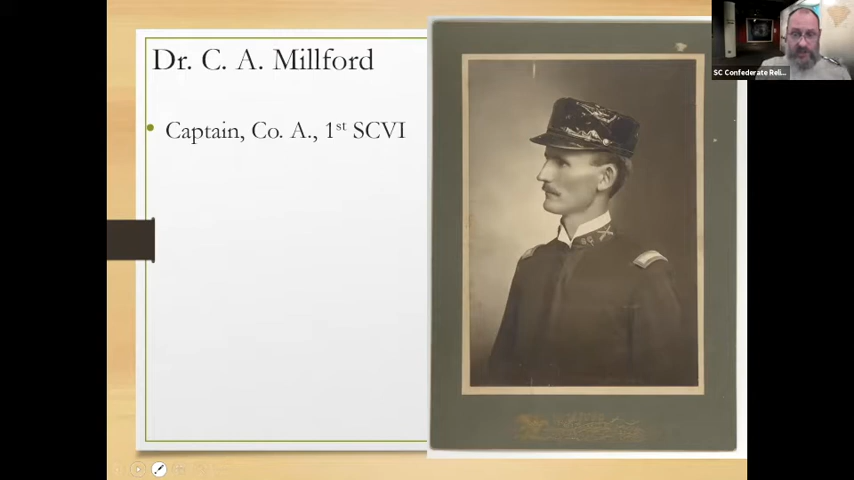 Dr. C. A. Millford
Captain, Co. A., 1st SCVI
SC Confederate Reli...